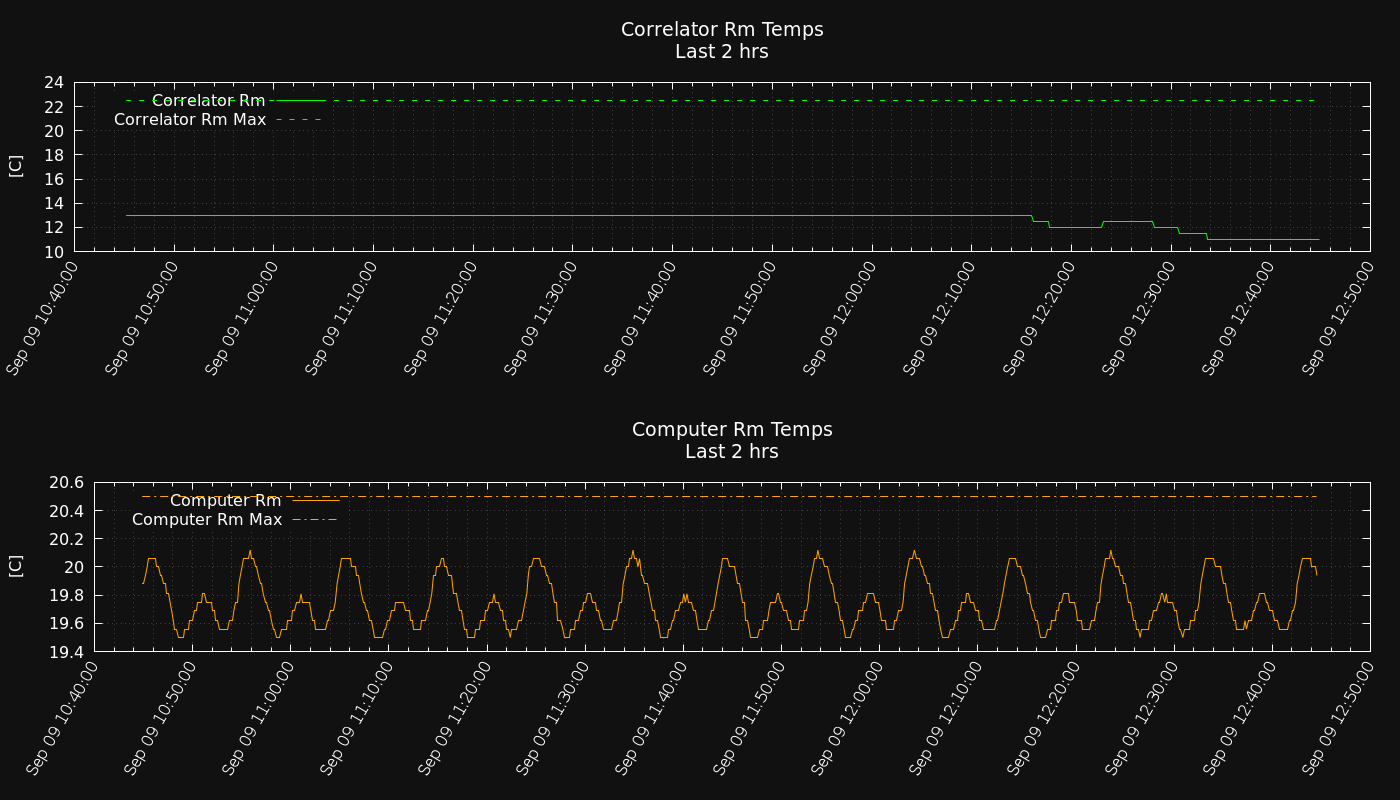 Correlator Rm Temps
Last 2 hrs
24
22
20
18
16
14
12
10
[C]
Correlator Rm
Correlator Rm Max
Sep 09 10:40:00
Sep 09 10:50:00
Sep 09 11:00:00
Sep 09 11:10:00
Sep 09 11:20:00
Sep 09 11:30:00
Sep 09 11:40:00
Sep 09 11:50:00
Sep 09 12:00:00
Sep 09 12:10:00
Sep 09 12:20:00
Sep 09 12:30:00
Sep 09 12:40:00
Sep 09 12:50:00
Computer Rm Temps
Last 2 hrs
20.6
20.4
20.2
20
19.8
19.6
19.4
[C]
Computer Rm
Computer Rm Max
Sep 09 10:40:00
Sep 09 10:50:00
Sep 09 11:00:00
Sep 09 11:10:00
Sep 09 11:20:00
Sep 09 11:30:00
Sep 09 11:40:00
Sep 09 11:50:00
Sep 09 12:00:00
Sep 09 12:10:00
Sep 09 12:20:00
Sep 09 12:30:00
Sep 09 12:40:00
Sep 09 12:50:00